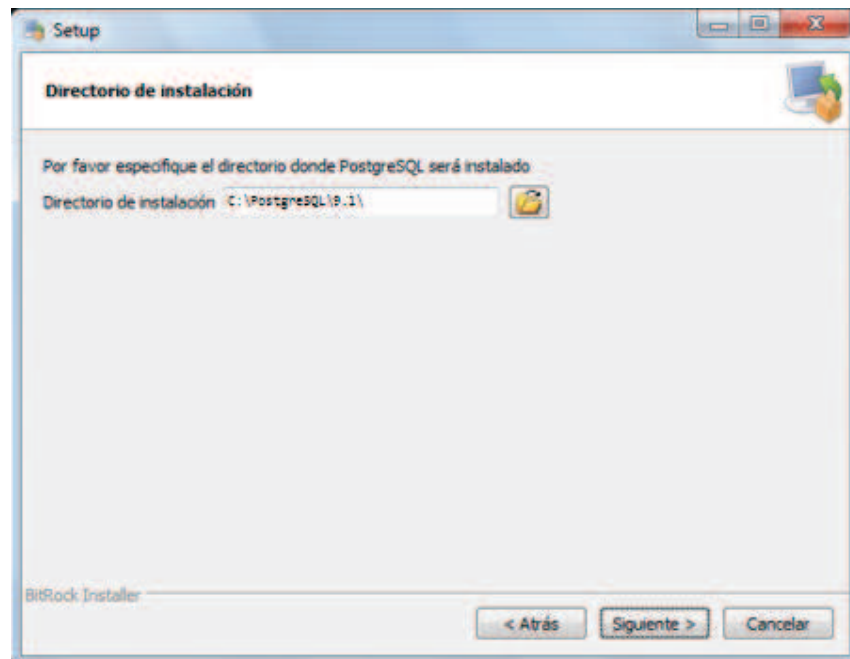 Setup
Directorio de instalación
Por favor especifique el directorio donde PostgreSQL será instalado
Directorio de instalación C:\PostgreSQL\9.1\
BitRock Installer
< Atrás Siguiente > Cancelar